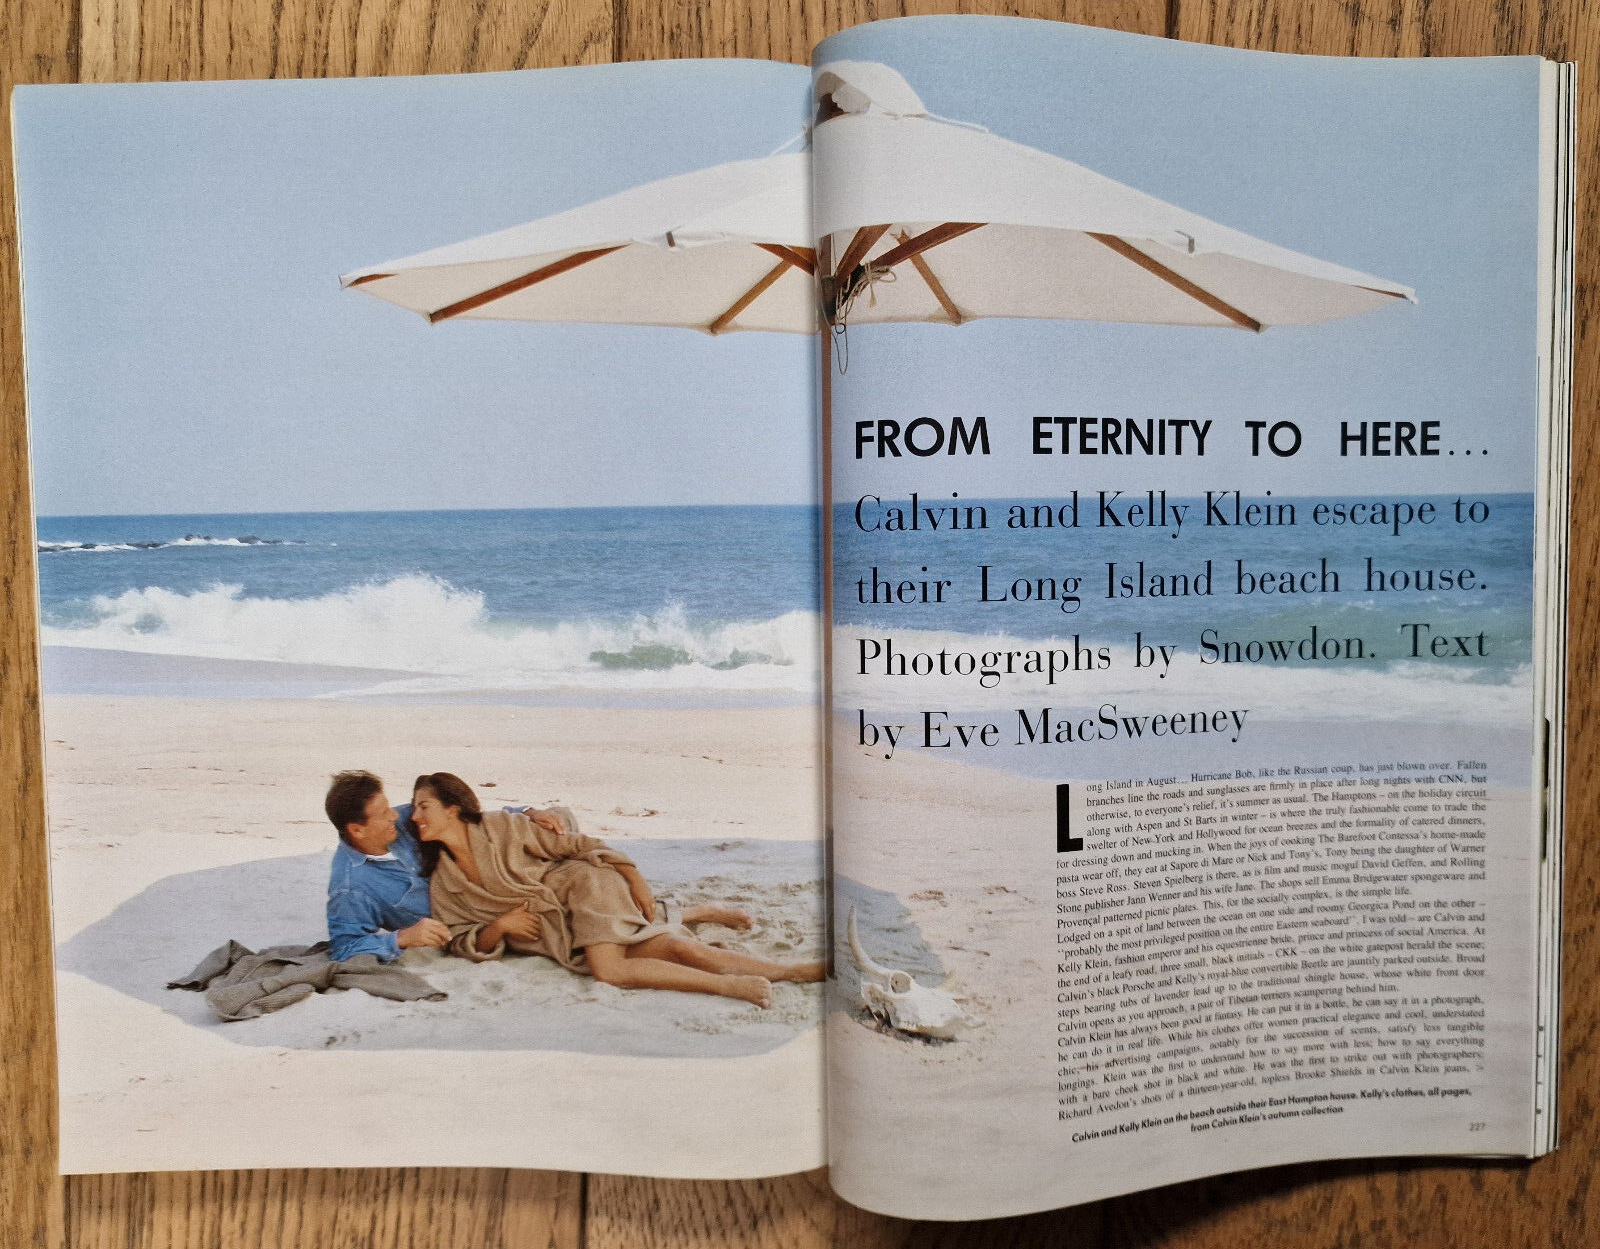 FROM ETERNITY TO HERE...
Calvin and Kelly Klein escape to
their Long Island beach house.
Photographs by Snowdon. Text
by Eve MacSweeney
Long Island in August... Hurricane Bob, like the Russian coup, has just blown over. Fallen
branches line the roads and sunglasses are firmly in place after long nights with CNN, but
otherwise, to everyone's relief, it's summer as usual. The Hamptons – on the holiday circuit
along with Aspen and St Barts in winter – is where the truly fashionable come to trade the
swelter of New York and Hollywood for ocean breezes and the formality of catered dinners,
for dressing down and mucking in. When the joys of cooking The Barefoot Contessa's home-made
pasta wear off, they eat at Sapore di Mare or Nick and Tony's, Tony being the daughter of Warner
boss Steve Ross. Steven Spielberg is there, as is film and music mogul David Geffen, and Rolling
Stone publisher Jann Wenner and his wife Jane. The shops sell Emma Bridgewater spongeware and
Provençal patterned picnic plates. This, for the socially complex, is the simple life.
Lodged on a spit of land between the ocean on one side and roomy Georgica Pond on the other –
"probably the most privileged position on the entire Eastern seaboard", I was told – are Calvin and
Kelly Klein, fashion emperor and his equestrienne bride, prince and princess of social America. At
the end of a leafy road, three small, black initials – CKK – on the white gatepost herald the scene;
Calvin's black Porsche and Kelly's royal-blue convertible Beetle are jauntily parked outside. Broad
steps bearing tubs of lavender lead up to the traditional shingle house, whose white front door
Calvin opens as you approach, a pair of Tibetan terriers scampering behind him.
Calvin Klein has always been good at fantasy. He can put it in a bottle, he can say it in a photograph,
he can do it in real life. While his clothes offer women practical elegance and cool, understated
chic, his advertising campaigns, notably for the succession of scents, satisfy less tangible
longings. Klein was the first to understand how to say more with less; how to say everything
with a bare cheek shot in black and white. He was the first to strike out with photographers:
Richard Avedon's shots of a thirteen-year-old, topless Brooke Shields in Calvin Klein jeans,
Calvin and Kelly Klein on the beach outside their East Hampton house. Kelly's clothes, all pages,
from Calvin Klein's autumn collection
227